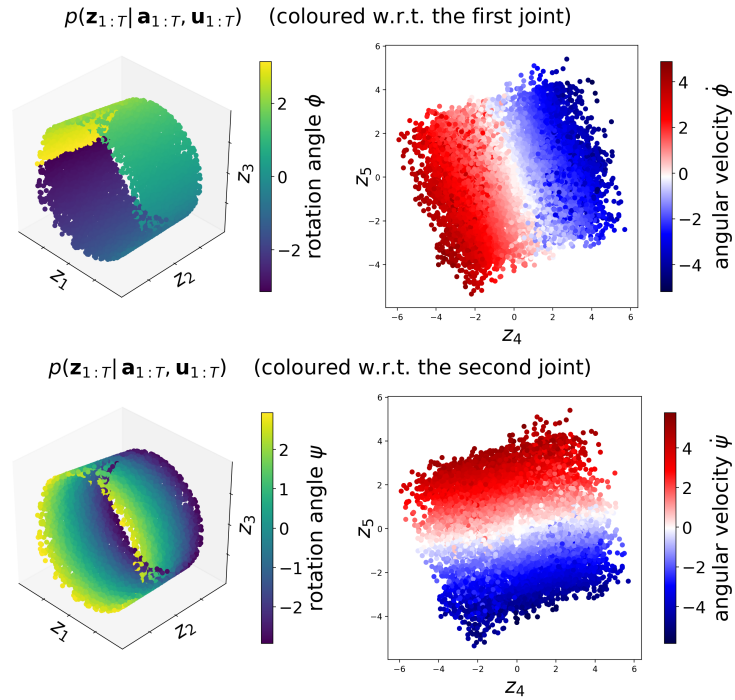 p(z₁:T | a₁:T, u₁:T) (coloured w.r.t. the first joint)
z₁
z₂
z₃
2
0
−2
rotation angle ϕ
6
4
2
0
−2
−4
z₅
−6 −4 −2 0 2 4 6
z₄
4
2
0
−2
−4
angular velocity ϕ̇
p(z₁:T | a₁:T, u₁:T) (coloured w.r.t. the second joint)
z₁
z₂
z₃
2
1
0
−1
−2
rotation angle ψ
6
4
2
0
−2
−4
z₅
−6 −4 −2 0 2 4 6
z₄
4
2
0
−2
−4
angular velocity ψ̇